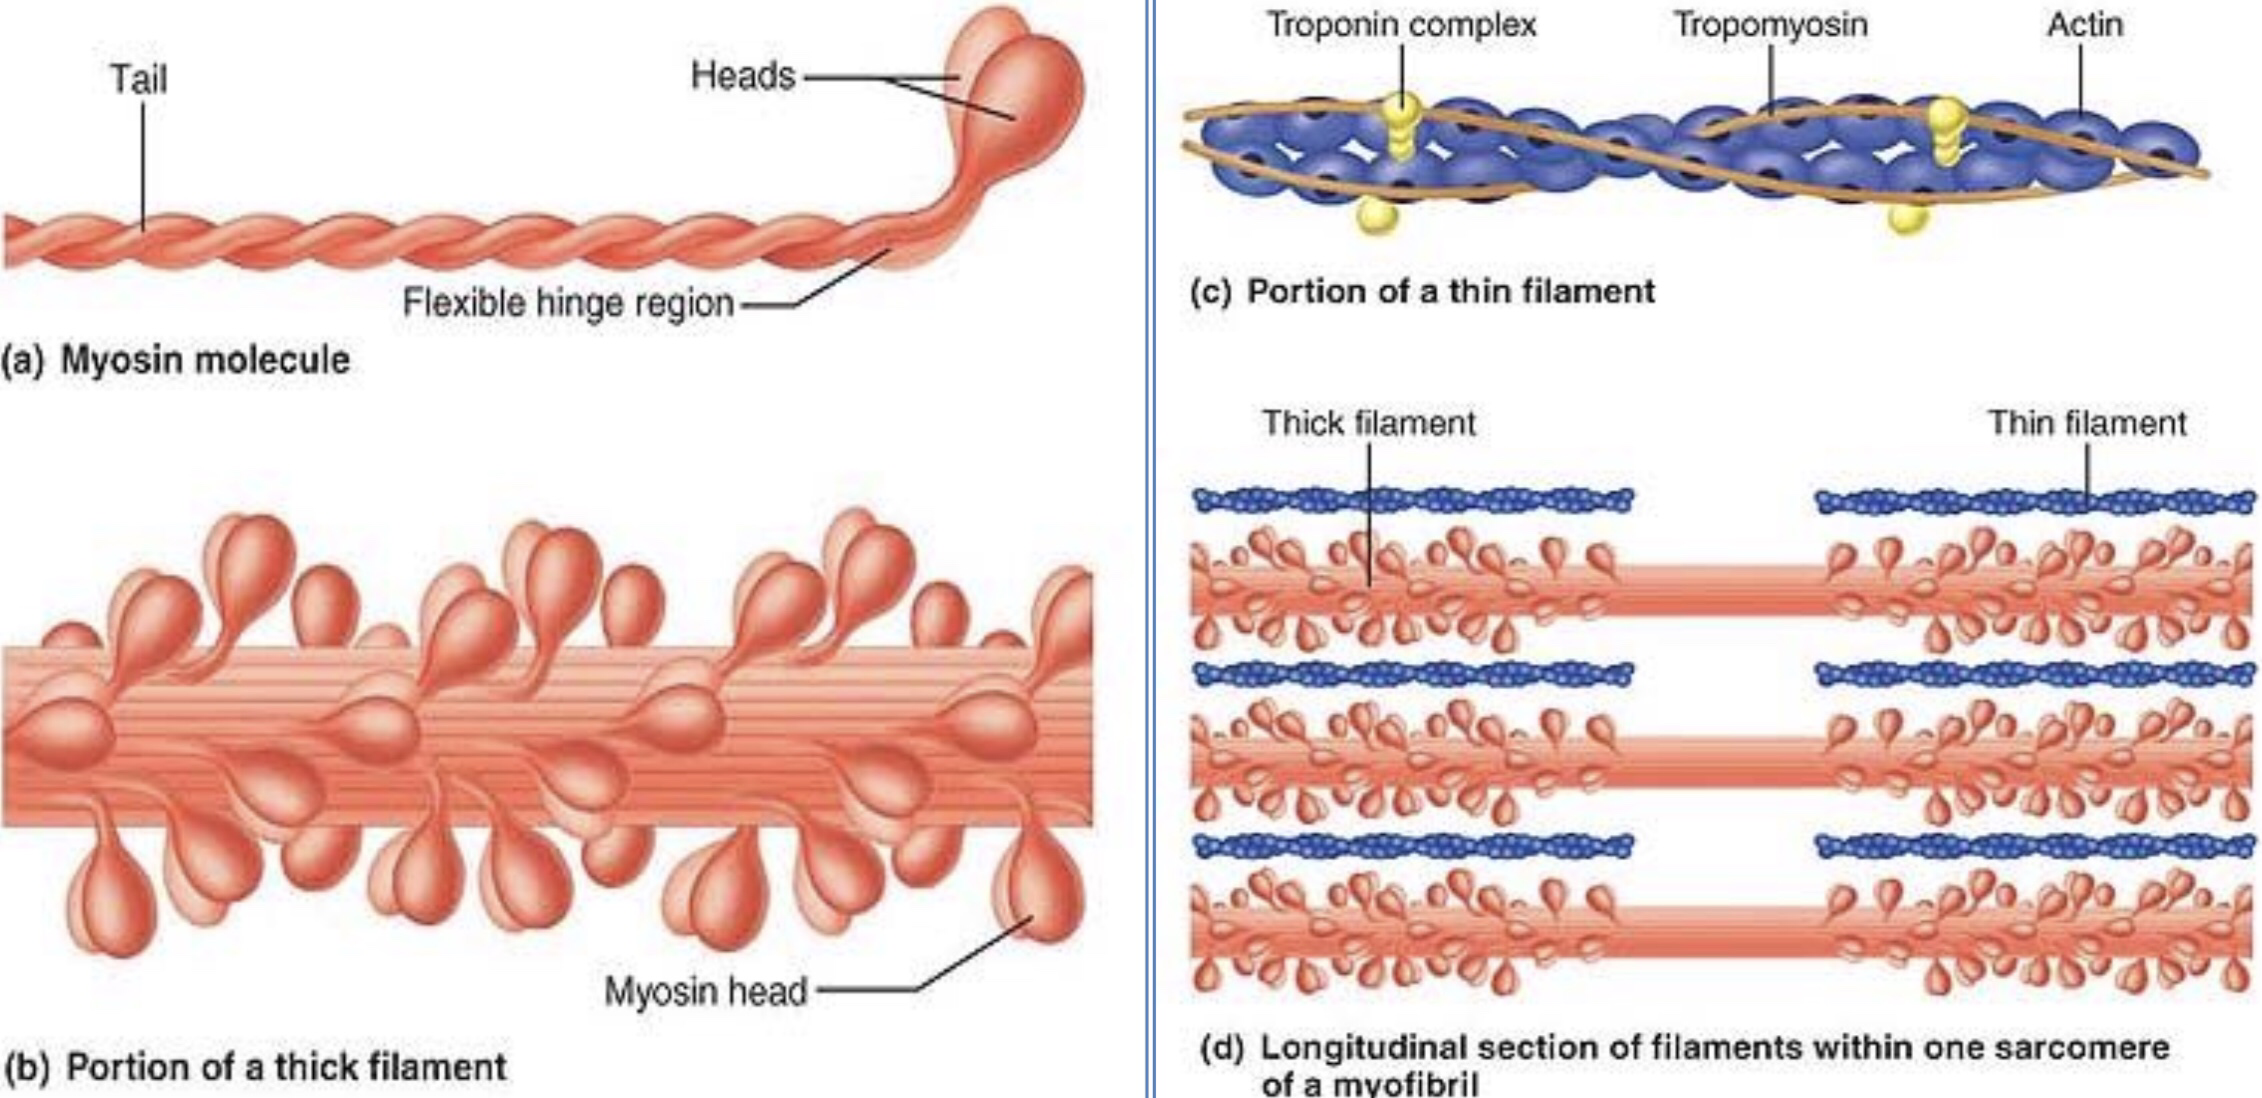 Tail
Heads
Flexible hinge region
(a) Myosin molecule
Myosin head
(b) Portion of a thick filament
Troponin complex
Tropomyosin
Actin
(c) Portion of a thin filament
Thick filament
Thin filament
(d) Longitudinal section of filaments within one sarcomere
of a myofibril